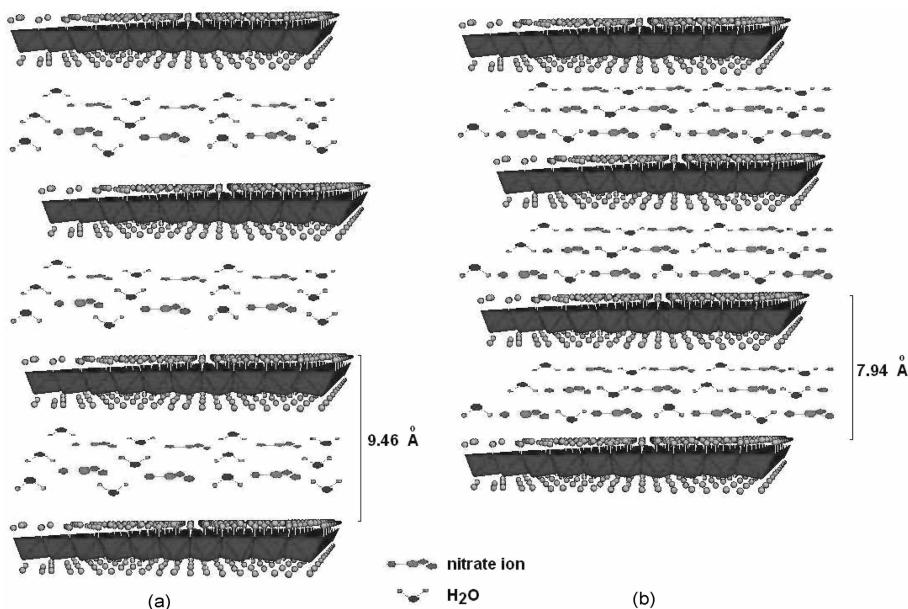 9.46 Å
7.94 Å
nitrate ion
H₂O
(a)
(b)